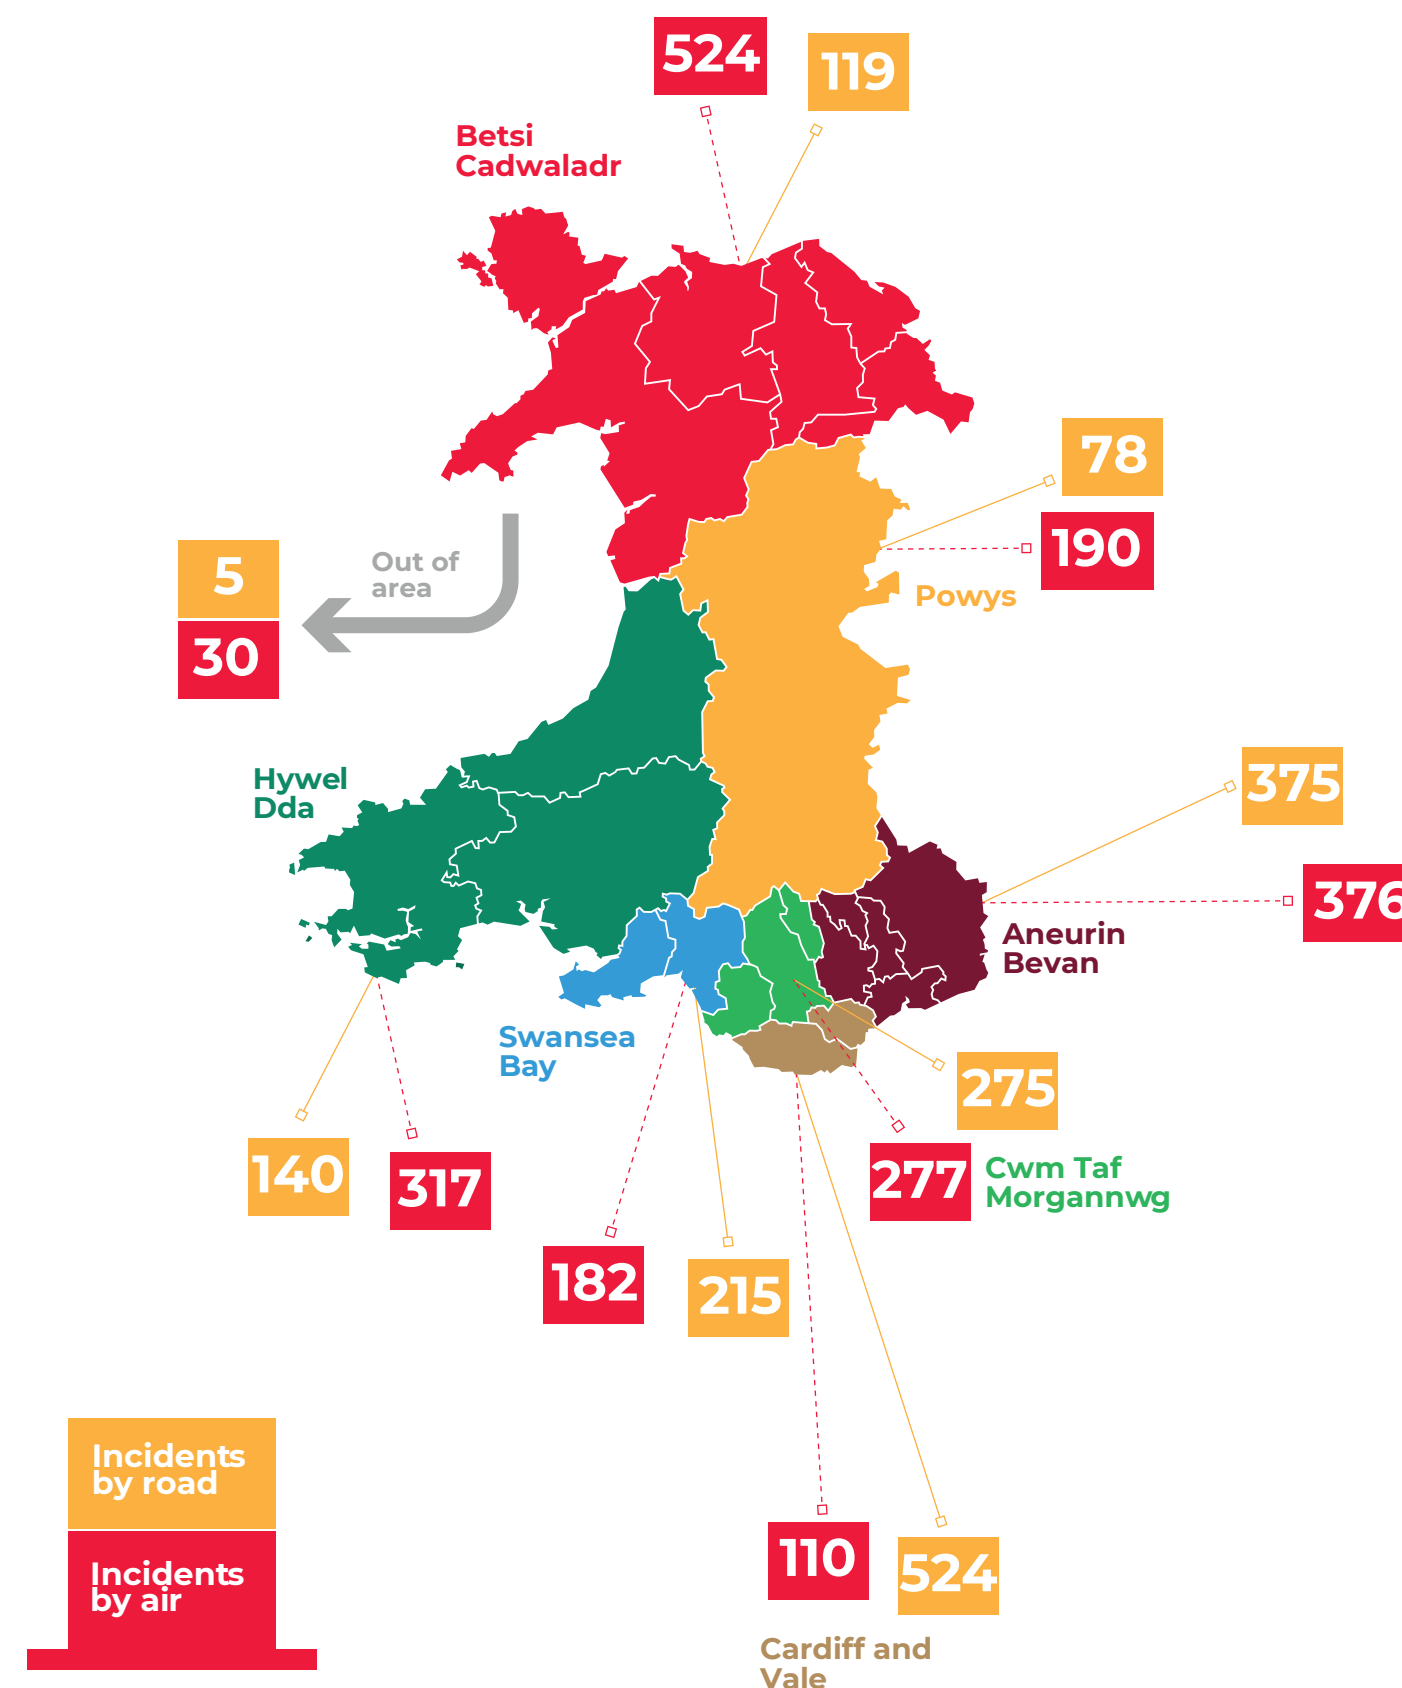 524
119
Betsi
Cadwaladr
78
190
Powys
5
30
Out of
area
Hywel
Dda
375
376
Aneurin
Bevan
Swansea
Bay
275
277
Cwm Taf
Morgannwg
140
317
182
215
110
524
Cardiff and
Vale
Incidents
by road
Incidents
by air